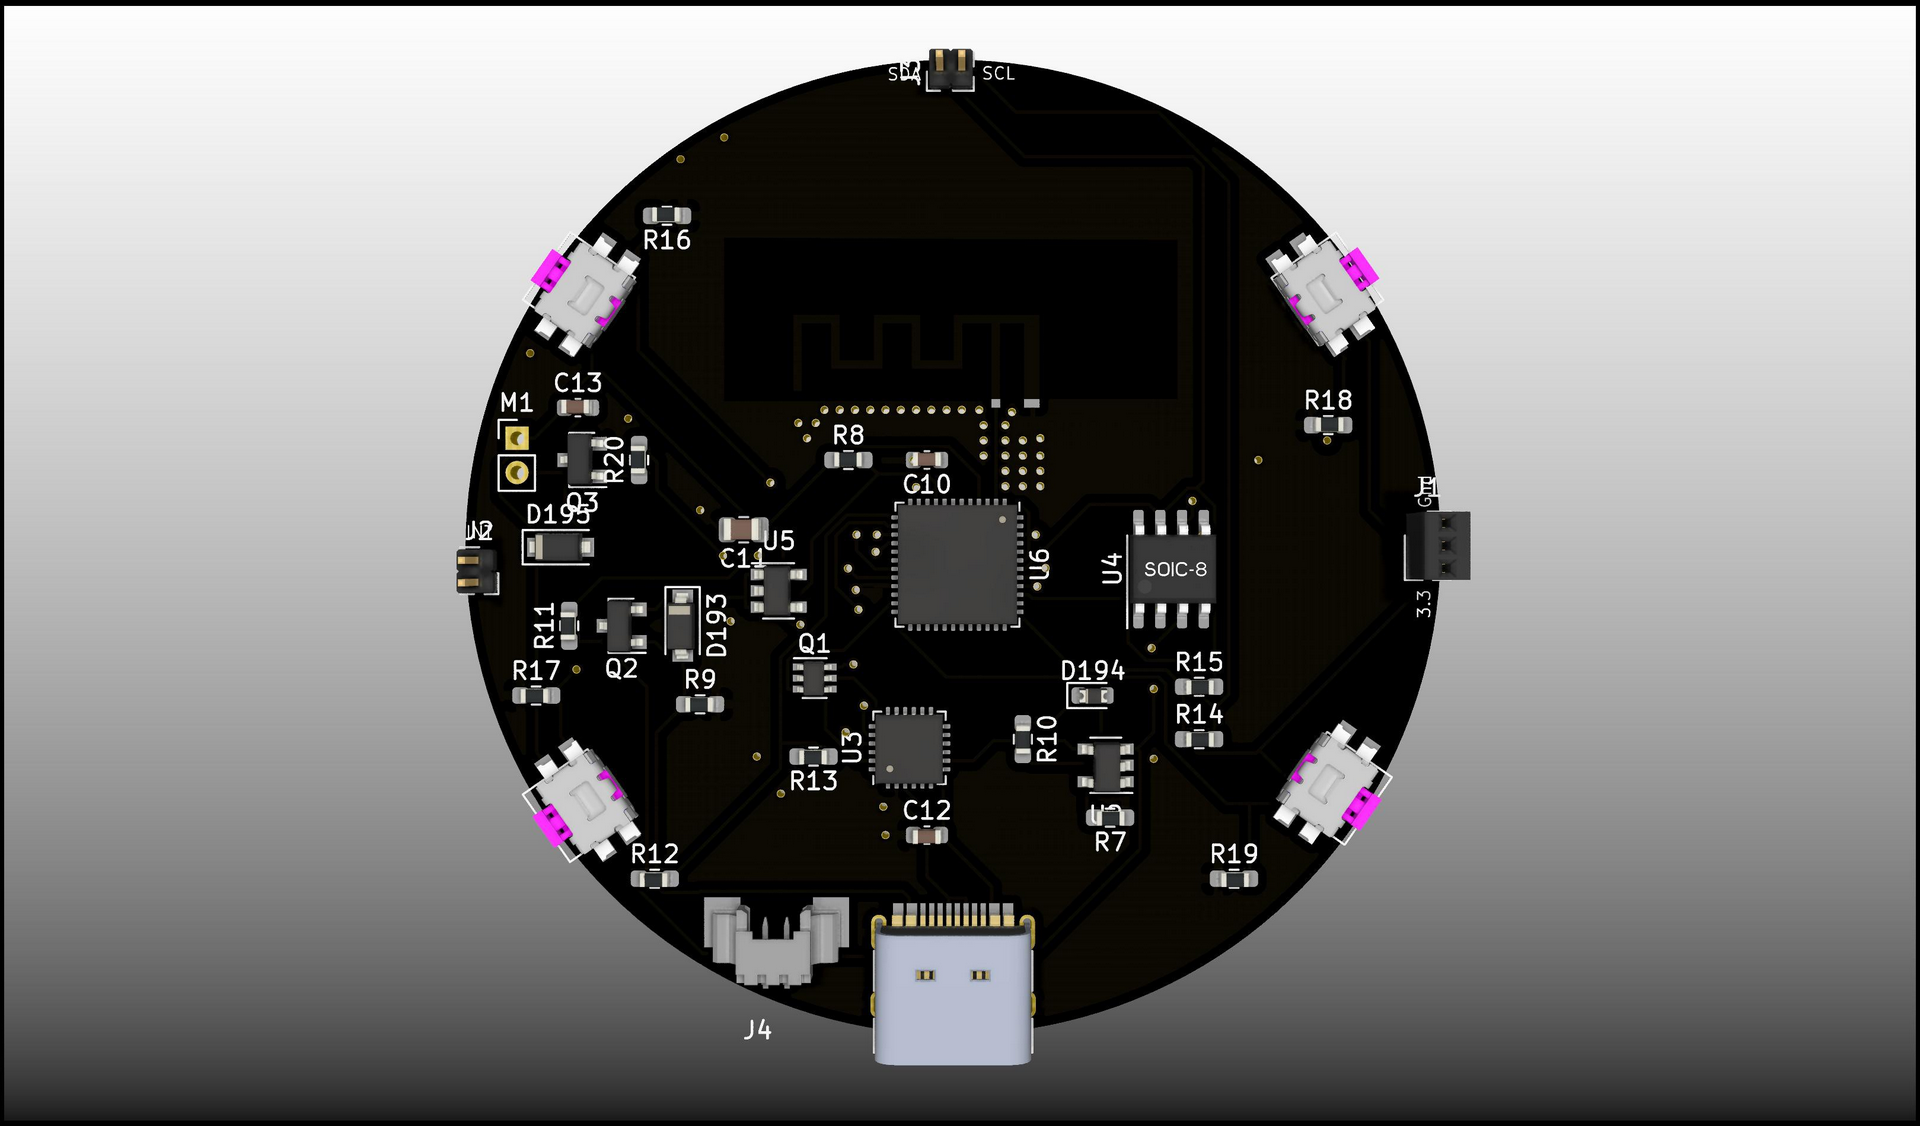 SDA
SCL
R16
C13
M1
R18
R8
R20
C10
Q3
D195
J1
J2
C11
U5
U6
U4
SOIC-8
3.3
R11
D193
Q1
Q2
R17
R9
D194
R15
R14
U3
R10
R13
C12
R7
R12
R19
J4